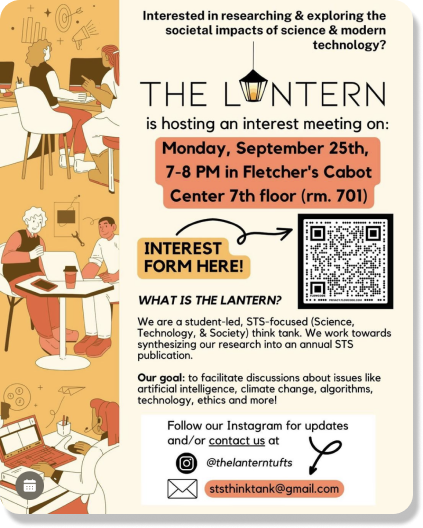 Interested in researching & exploring the
societal impacts of science & modern
technology?
THE LANTERN
is hosting an interest meeting on:
Monday, September 25th,
7-8 PM in Fletcher's Cabot
Center 7th floor (rm. 701)
INTEREST
FORM HERE!
WHAT IS THE LANTERN?
We are a student-led, STS-focused (Science,
Technology, & Society) think tank. We work towards
synthesizing our research into an annual STS
publication.
Our goal: to facilitate discussions about issues like
artificial intelligence, climate change, algorithms,
technology, ethics and more!
Follow our Instagram for updates
and/or contact us at
@thelanterntufts
ststhinktank@gmail.com